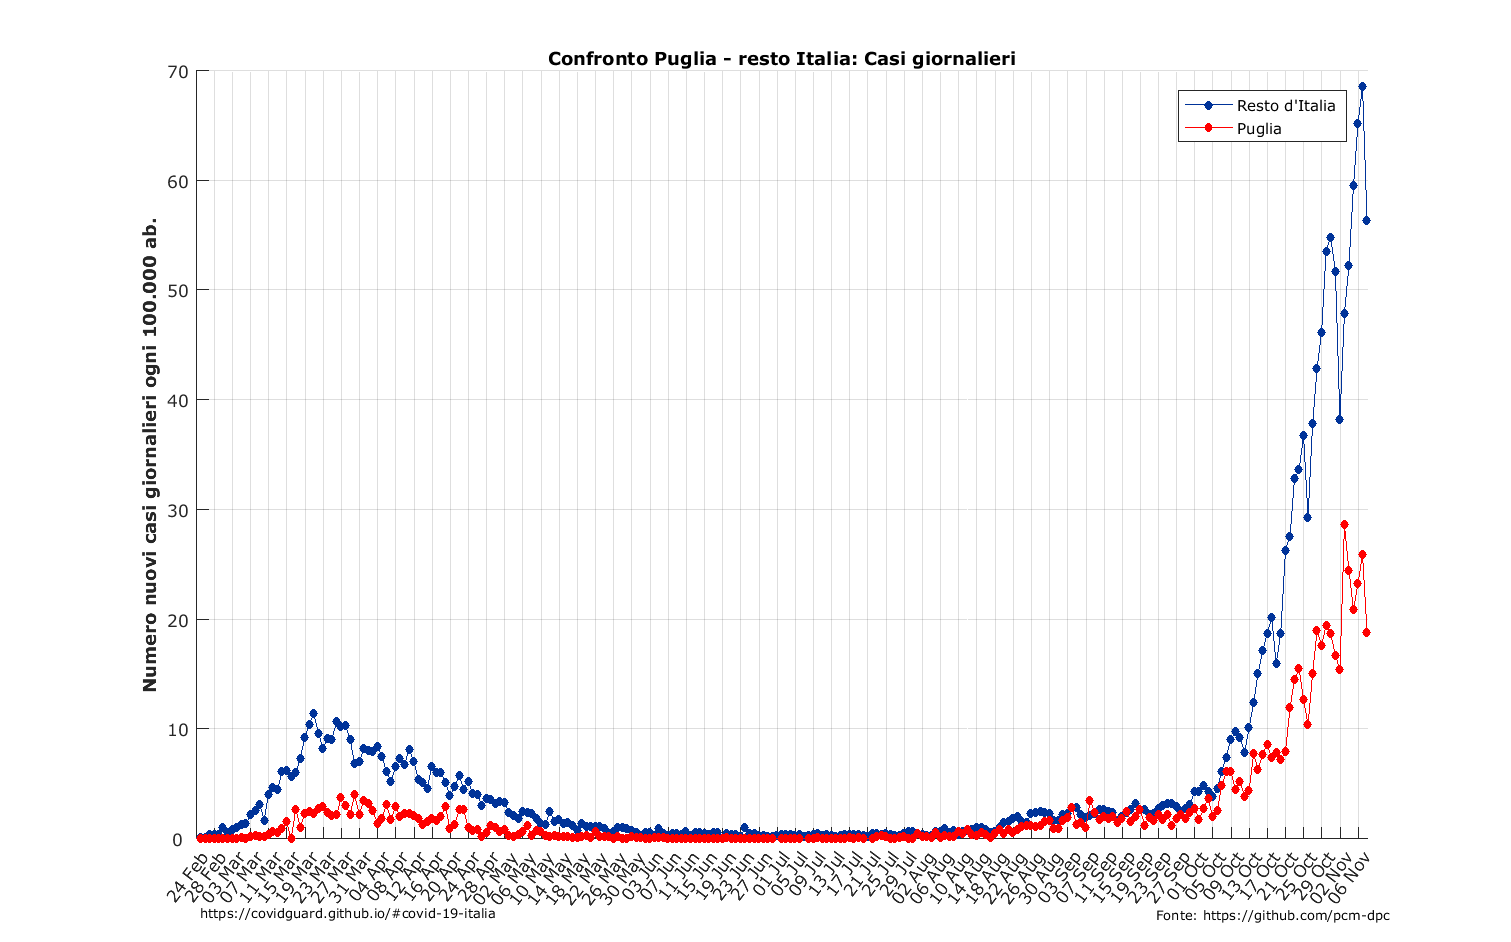 Confronto Puglia - resto Italia: Casi giornalieri
Resto d'Italia
Puglia
Numero nuovi casi giornalieri ogni 100.000 ab.
70
60
50
40
30
20
10
0
24 Feb
28 Feb
03 Mar
07 Mar
11 Mar
15 Mar
19 Mar
23 Mar
27 Mar
31 Mar
04 Apr
08 Apr
12 Apr
16 Apr
20 Apr
24 Apr
28 Apr
02 May
06 May
10 May
14 May
18 May
22 May
26 May
30 May
03 Jun
07 Jun
11 Jun
15 Jun
19 Jun
23 Jun
27 Jun
01 Jul
05 Jul
09 Jul
13 Jul
17 Jul
21 Jul
25 Jul
29 Jul
02 Aug
06 Aug
10 Aug
14 Aug
18 Aug
22 Aug
26 Aug
30 Aug
03 Sep
07 Sep
11 Sep
15 Sep
19 Sep
23 Sep
27 Sep
01 Oct
05 Oct
09 Oct
13 Oct
17 Oct
21 Oct
25 Oct
29 Oct
02 Nov
06 Nov
https://covidguard.github.io/#covid-19-italia
Fonte: https://github.com/pcm-dpc